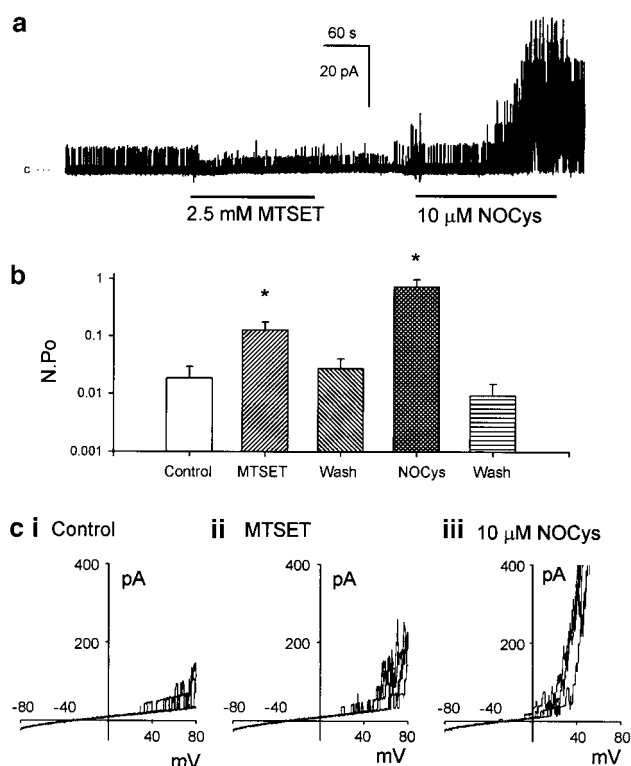 a
60 s
20 pA
c ...
2.5 mM MTSET
10 µM NOCys
b
N.Po
1
0.1
0.01
0.001
*
*
Control
MTSET
Wash
NOCys
Wash
c i Control
ii MTSET
iii 10 µM NOCys
400
pA
200
-80
-40
40
80
mV
400
pA
200
-80
-40
40
80
mV
400
pA
200
-80
-40
40
80
mV